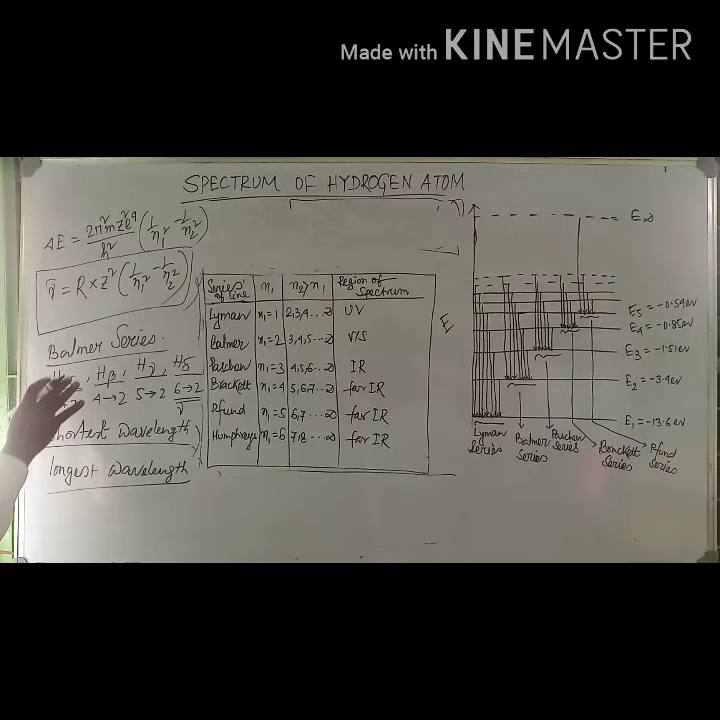 Made with KINEMASTER
SPECTRUM OF HYDROGEN ATOM
ΔE = 2π²mz²e⁴/h² (1/n₁² - 1/n₂²)
ν̄ = R × Z² (1/n₁² - 1/n₂²)
Balmer Series.
Hβ, Hγ, Hδ
4→2 5→2 6→2
Shortest wavelength
longest wavelength
Series of line n₁ n₂>n₁ Region of Spectrum
Lyman n₁=1 2,3,4...∞ UV
Balmer n₁=2 3,4,5...∞ VIS
Paschan n₁=3 4,5,6...∞ IR
Brackett n₁=4 5,6,7...∞ far IR
Pfund n₁=5 6,7...∞ far IR
Humphreys n₁=6 7,8...∞ far IR
E
E∞
E₅ = -0.54ev
E₄ = -0.85ev
E₃ = -1.51ev
E₂ = -3.4ev
E₁ = -13.6ev
Lyman Series
Balmer Series
Paschen Series
Brackett Series
Pfund Series